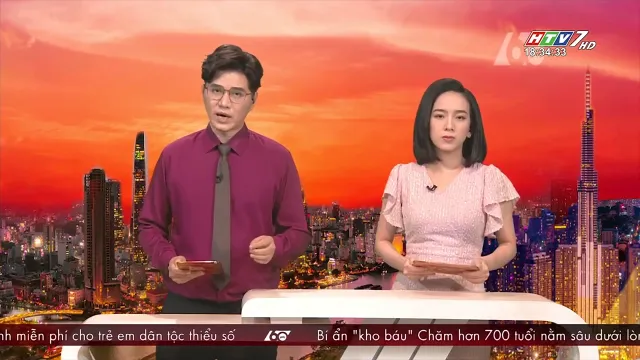 HTV7 HD
18:34:33
nh miễn phí cho trẻ em dân tộc thiểu số 60s Bí ẩn "kho báu" Chăm hơn 700 tuổi nằm sâu dưới lò